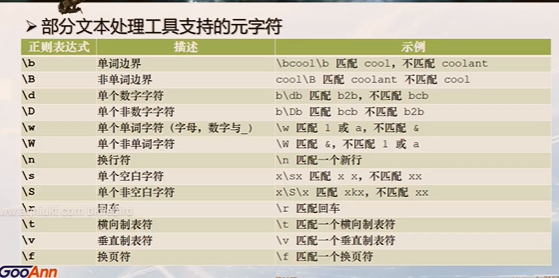 部分文本处理工具支持的元字符
正则表达式 描述 示例
\b 单词边界 \bcool\b 匹配 cool，不匹配 coolant
\B 非单词边界 cool\B 匹配 coolant 不匹配 cool
\d 单个数字字符 b\db 匹配 b2b，不匹配 bcb
\D 单个非数字字符 b\Db 匹配 bcb 不匹配 b2b
\w 单个单词字符（字母，数字与_） \w 匹配 1 或 a，不匹配 &
\W 单个非单词字符 \W 匹配 &，不匹配 1 或 a
\n 换行符 \n 匹配一个新行
\s 单个空白字符 x\sx 匹配 x x，不匹配 xx
\S 单个非空白字符 x\S\x 匹配 xkx，不匹配 xx
\r 回车 \r 匹配回车
\t 横向制表符 \t 匹配一个横向制表符
\v 垂直制表符 \v 匹配一个垂直制表符
\f 换页符 \f 匹配一个换页符
GooAnn